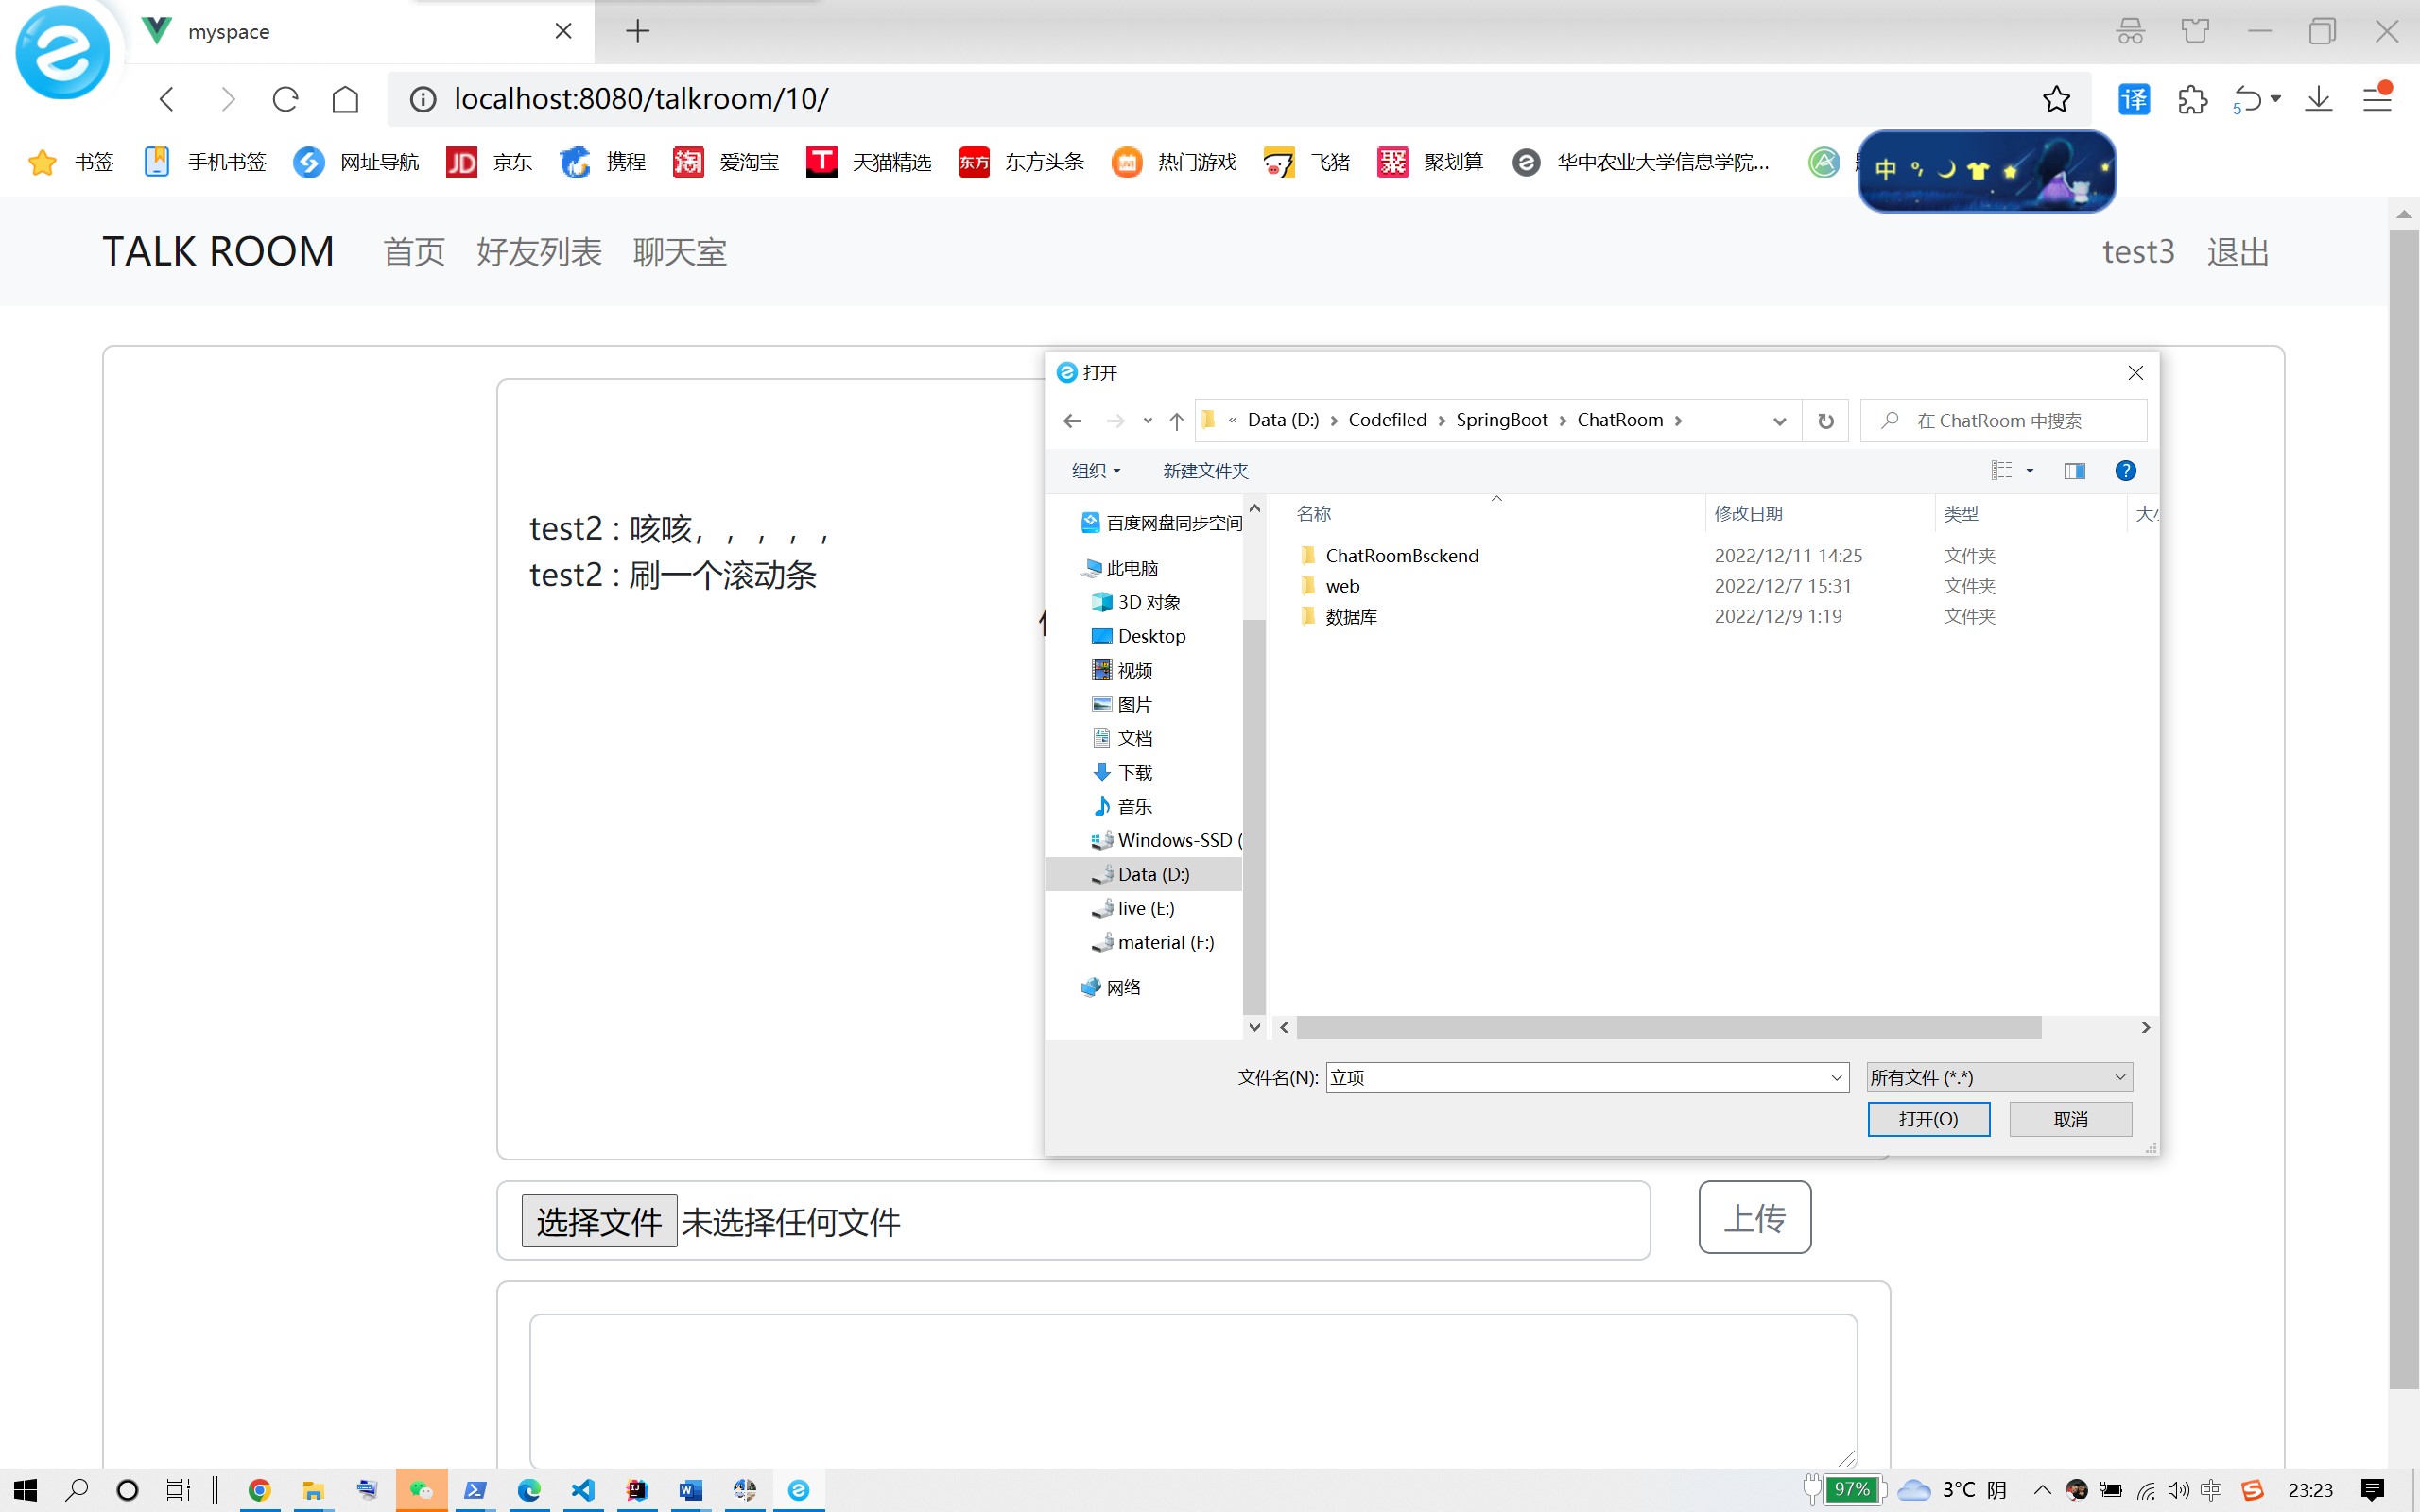 myspace
localhost:8080/talkroom/10/
译
5
书签 手机书签 网址导航 JD 京东 携程 淘 爱淘宝 T 天猫精选 东方 东方头条 热门游戏 飞猪 聚 聚划算 华中农业大学信息学院...
中
TALK ROOM 首页 好友列表 聊天室 test3 退出
test2 : 咳咳，，，，，
test2 : 刷一个滚动条
打开
« Data (D:) › Codefiled › SpringBoot › ChatRoom ›
在 ChatRoom 中搜索
组织 新建文件夹
百度网盘同步空间
此电脑
3D 对象
Desktop
视频
图片
文档
下载
音乐
Windows-SSD (
Data (D:)
live (E:)
material (F:)
网络
名称 修改日期 类型 大小
ChatRoomBsckend 2022/12/11 14:25 文件夹
web 2022/12/7 15:31 文件夹
数据库 2022/12/9 1:19 文件夹
文件名(N): 立项 所有文件 (*.*)
打开(O) 取消
选择文件 未选择任何文件 上传
97% 3°C 阴 中 23:23